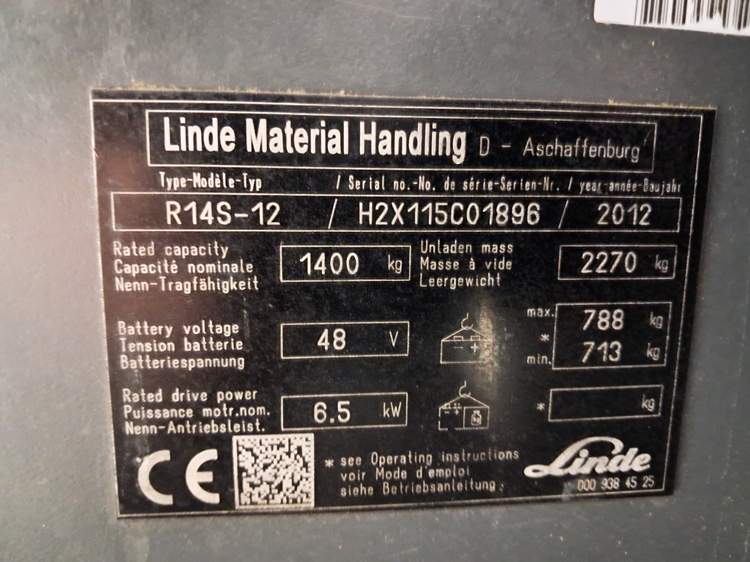 Linde Material Handling D - Aschaffenburg
Type-Modèle-Typ / Serial no.-No. de série-Serien-Nr. / year-année-Baujahr
R14S-12 / H2X115C01896 / 2012
Rated capacity
Capacité nominale
Nenn-Tragfähigkeit
1400 kg
Unladen mass
Masse à vide
Leergewicht
2270 kg
Battery voltage
Tension batterie
Batteriespannung
48 V
- +
max. 788 kg
*
min. 713 kg
Rated drive power
Puissance motr.nom.
Nenn-Antriebsleist.
6.5 kW
- + kg
* kg
CE
* see Operating instructions
voir Mode d'emploi
siehe Betriebsanleitung.
Linde
000 938 45 25